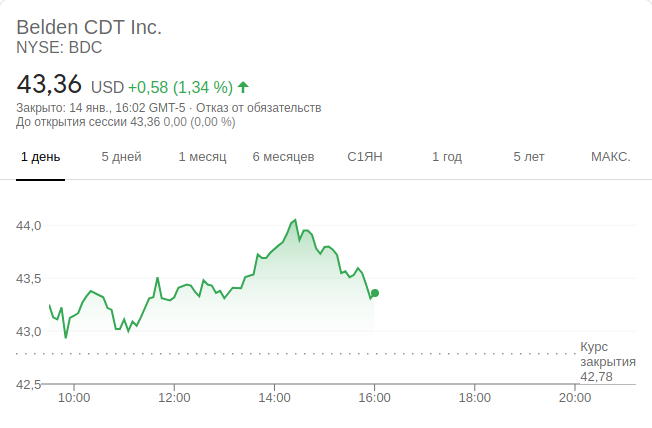 Belden CDT Inc.
NYSE: BDC
43,36 USD +0,58 (1,34 %)
Закрыто: 14 янв., 16:02 GMT-5 · Отказ от обязательств
До открытия сессии 43,36 0,00 (0,00 %)
1 день 5 дней 1 месяц 6 месяцев С1ЯН 1 год 5 лет МАКС.
44,0
43,5
43,0
Курс
закрытия
42,78
42,5
10:00 12:00 14:00 16:00 18:00 20:00